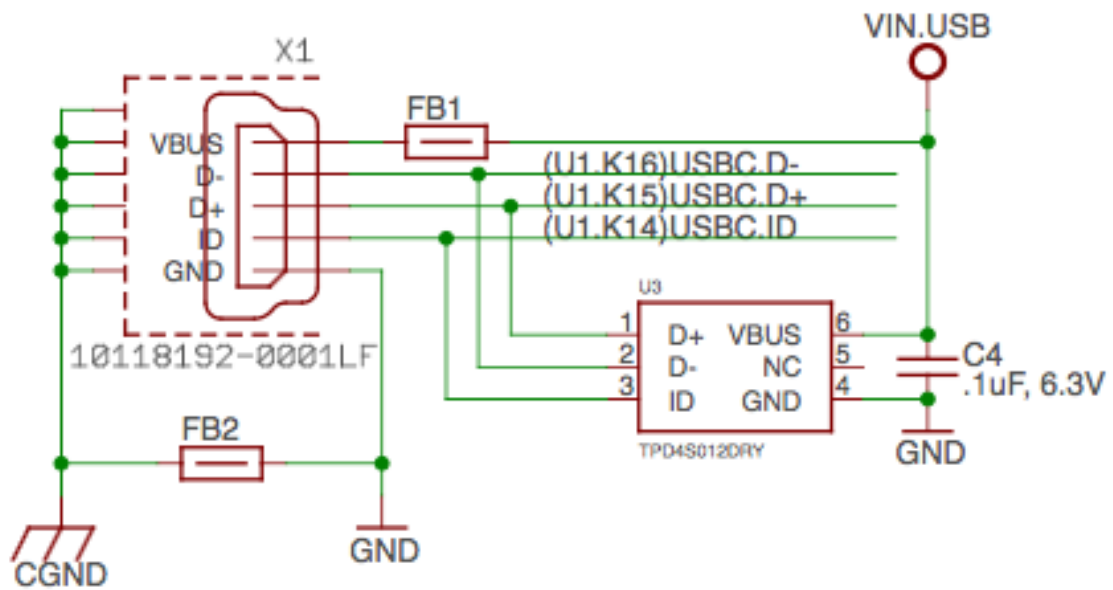 VIN.USB
X1
FB1
VBUS
(U1.K16)USBC.D-
D-
(U1.K15)USBC.D+
D+
(U1.K14)USBC.ID
ID
GND
U3
1 D+ VBUS 6
2 D- NC 5
3 ID GND 4
C4
.1uF, 6.3V
10118192-0001LF
FB2
TPD4S012DRY
GND
GND
CGND